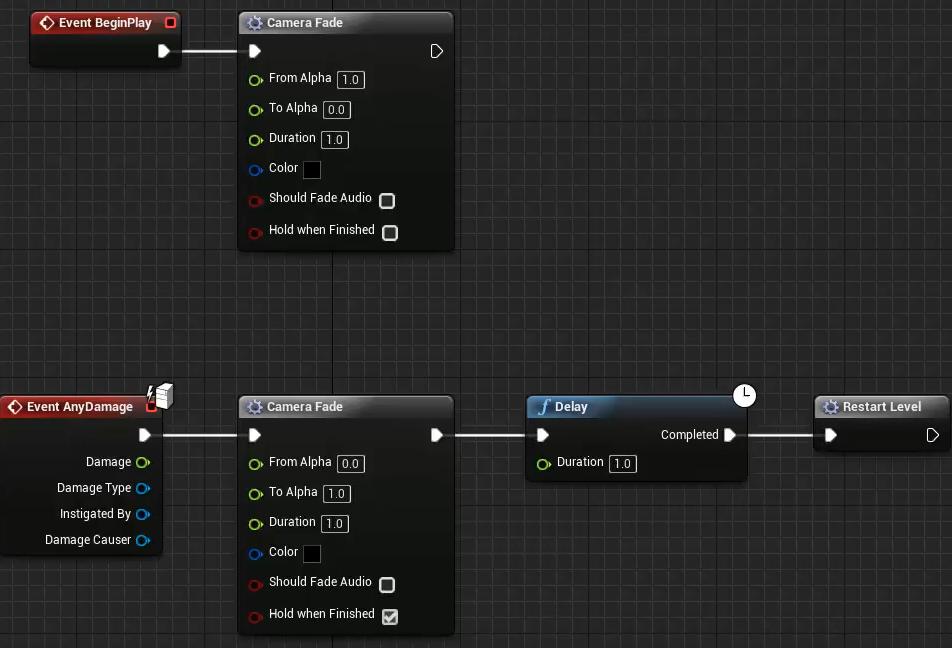 Event BeginPlay
Camera Fade
From Alpha 1.0
To Alpha 0.0
Duration 1.0
Color
Should Fade Audio
Hold when Finished
Event AnyDamage
Damage
Damage Type
Instigated By
Damage Causer
Camera Fade
From Alpha 0.0
To Alpha 1.0
Duration 1.0
Color
Should Fade Audio
Hold when Finished
f Delay
Completed
Duration 1.0
Restart Level